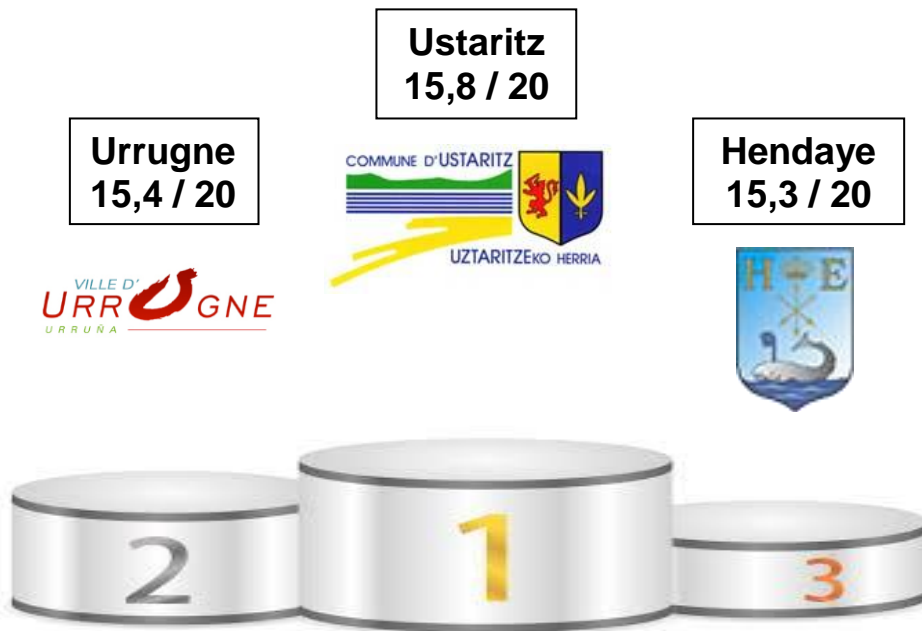 Ustaritz
15,8 / 20
Urrugne
15,4 / 20
Hendaye
15,3 / 20
COMMUNE D'USTARITZ
UZTARITZEKO HERRIA
VILLE D'
URRUGNE
URRUÑA
H E
2
1
3